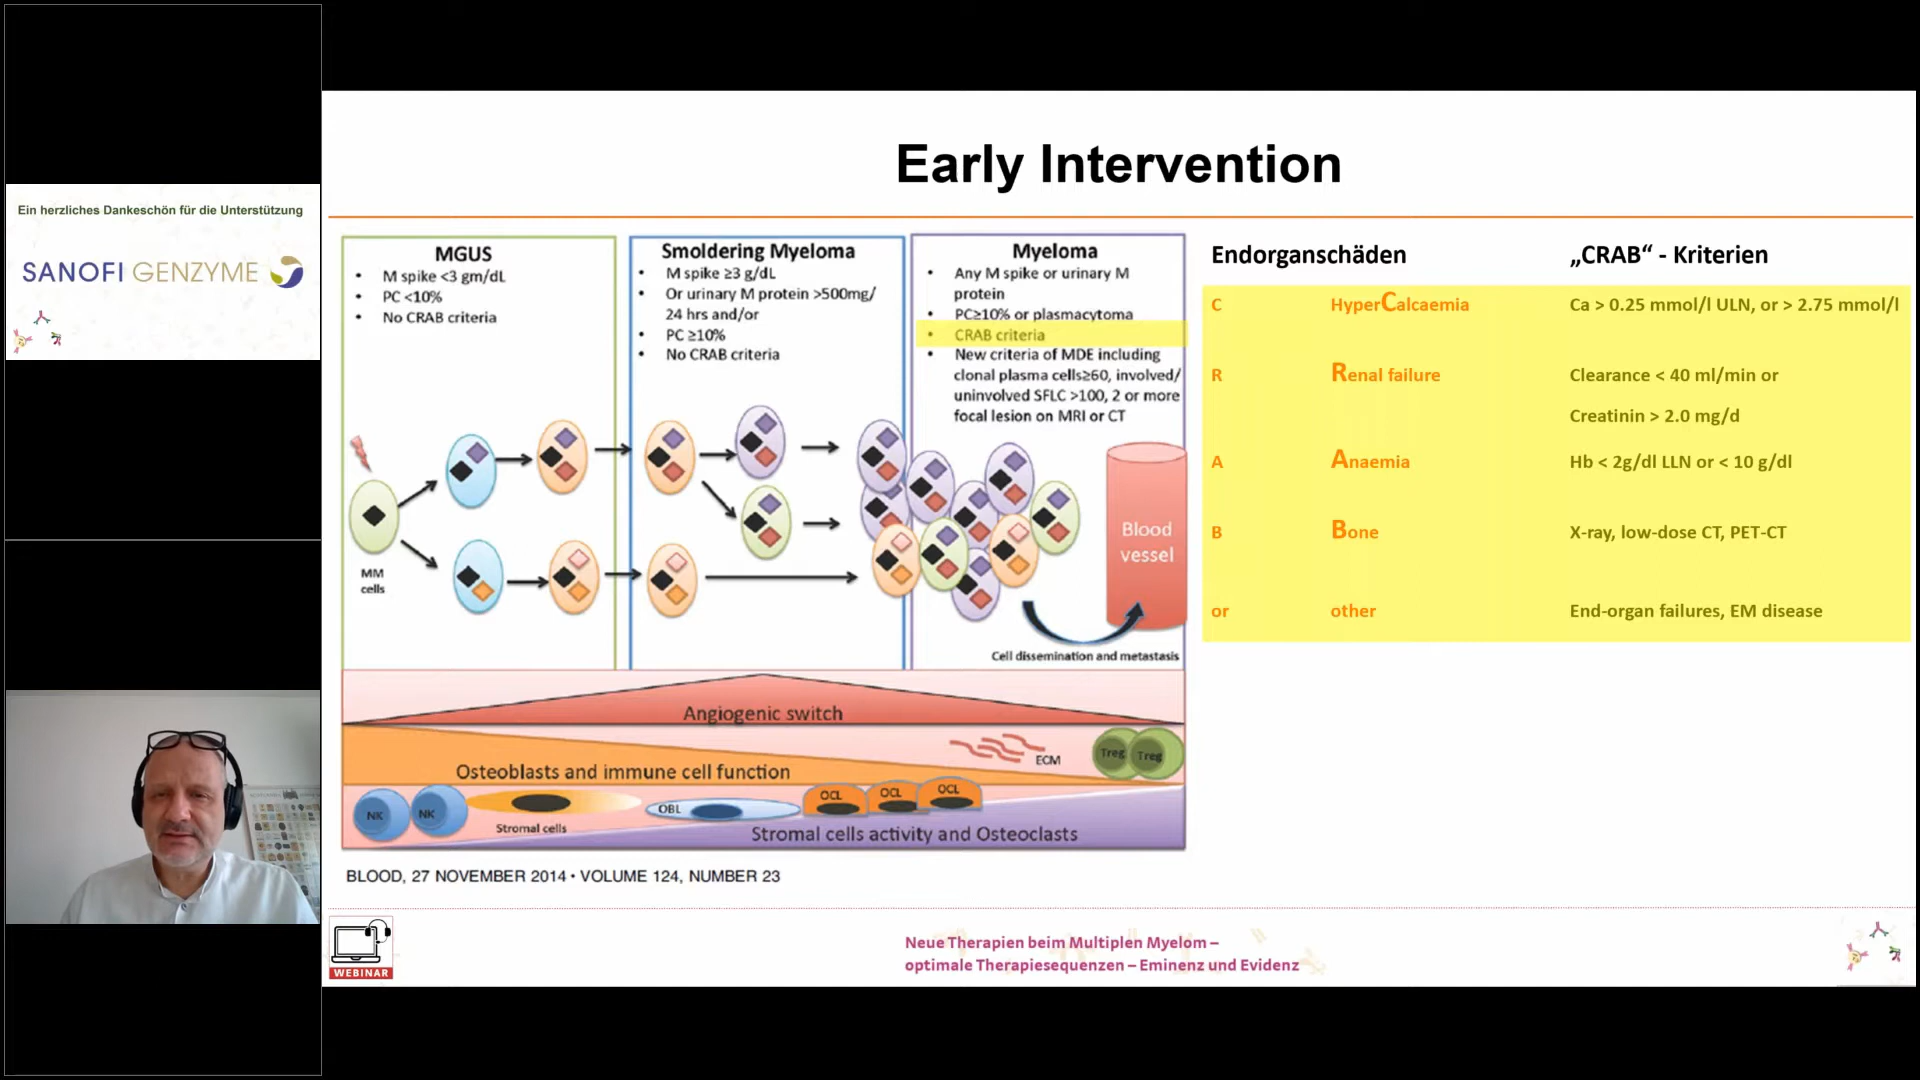 Ein herzliches Dankeschön für die Unterstützung
SANOFI GENZYME
Early Intervention
MGUS
• M spike <3 gm/dL
• PC <10%
• No CRAB criteria
Smoldering Myeloma
• M spike ≥3 g/dL
• Or urinary M protein >500mg/
24 hrs and/or
• PC ≥10%
• No CRAB criteria
Myeloma
• Any M spike or urinary M
protein
• PC≥10% or plasmacytoma
• CRAB criteria
• New criteria of MDE including
clonal plasma cells≥60, involved/
uninvolved SFLC >100, 2 or more
focal lesion on MRI or CT
MM
cells
Blood
vessel
Cell dissemination and metastasis
Angiogenic switch
Osteoblasts and immune cell function
ECM
Treg
Treg
NK
NK
Stromal cells
OBL
OCL
OCL
OCL
Stromal cells activity and Osteoclasts
BLOOD, 27 NOVEMBER 2014 • VOLUME 124, NUMBER 23
Endorganschäden „CRAB“ - Kriterien
C HyperCalcaemia Ca > 0.25 mmol/l ULN, or > 2.75 mmol/l
R Renal failure Clearance < 40 ml/min or
Creatinin > 2.0 mg/d
A Anaemia Hb < 2g/dl LLN or < 10 g/dl
B Bone X-ray, low-dose CT, PET-CT
or other End-organ failures, EM disease
WEBINAR
Neue Therapien beim Multiplen Myelom –
optimale Therapiesequenzen – Eminenz und Evidenz